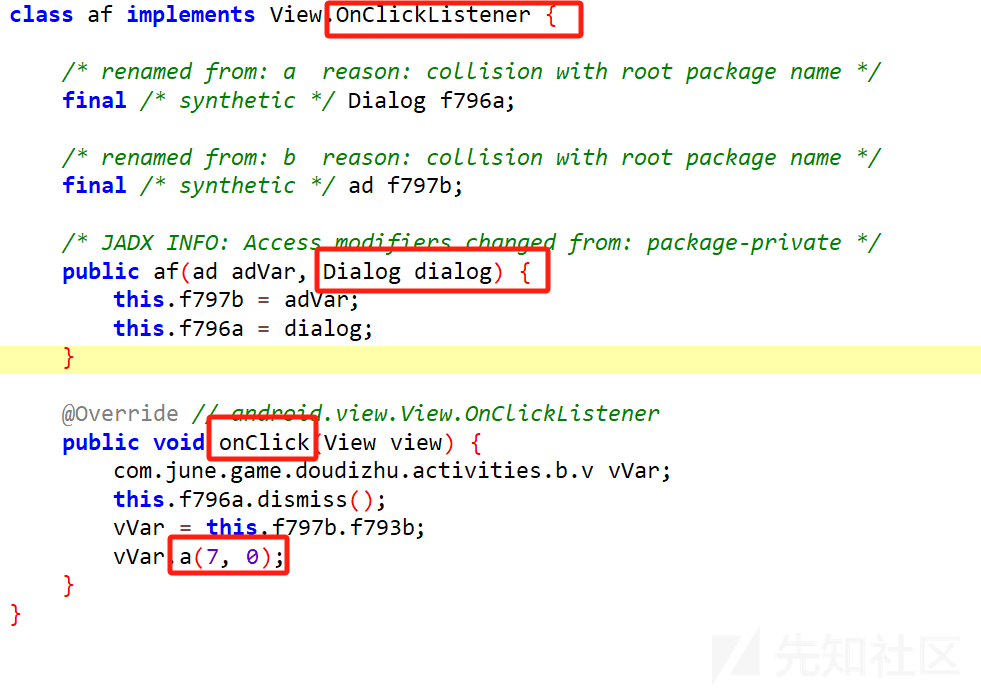 class af implements View.OnClickListener {
/* renamed from: a  reason: collision with root package name */
final /* synthetic */ Dialog f796a;
/* renamed from: b  reason: collision with root package name */
final /* synthetic */ ad f797b;
/* JADX INFO: Access modifiers changed from: package-private */
public af(ad adVar, Dialog dialog) {
this.f797b = adVar;
this.f796a = dialog;
}
@Override // android.view.View.OnClickListener
public void onClick(View view) {
com.june.game.doudizhu.activities.b.v vVar;
this.f796a.dismiss();
vVar = this.f797b.f793b;
vVar.a(7, 0);
}
}
先知社区